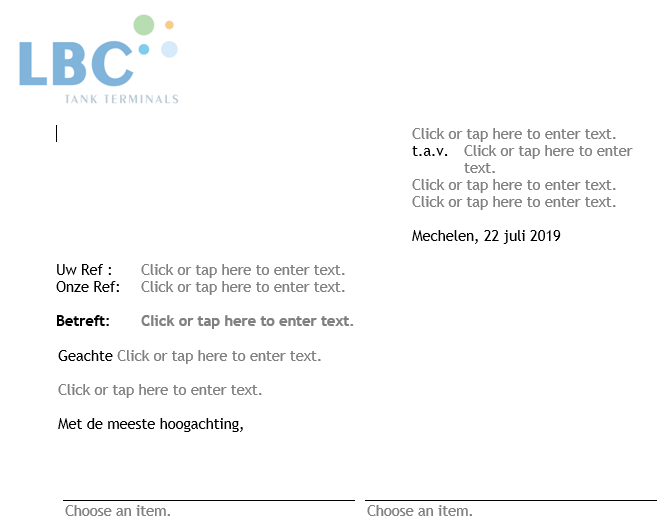 LBC
TANK TERMINALS
Click or tap here to enter text.
t.a.v. Click or tap here to enter
text.
Click or tap here to enter text.
Click or tap here to enter text.
Mechelen, 22 juli 2019
Uw Ref : Click or tap here to enter text.
Onze Ref: Click or tap here to enter text.
Betreft: Click or tap here to enter text.
Geachte Click or tap here to enter text.
Click or tap here to enter text.
Met de meeste hoogachting,
Choose an item. Choose an item.